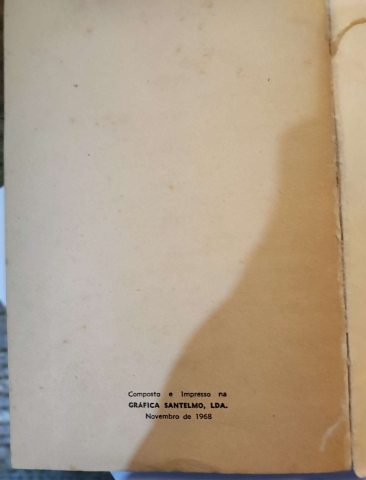 Composto e Impresso na
GRÁFICA SANTELMO, LDA.
Novembro de 1968